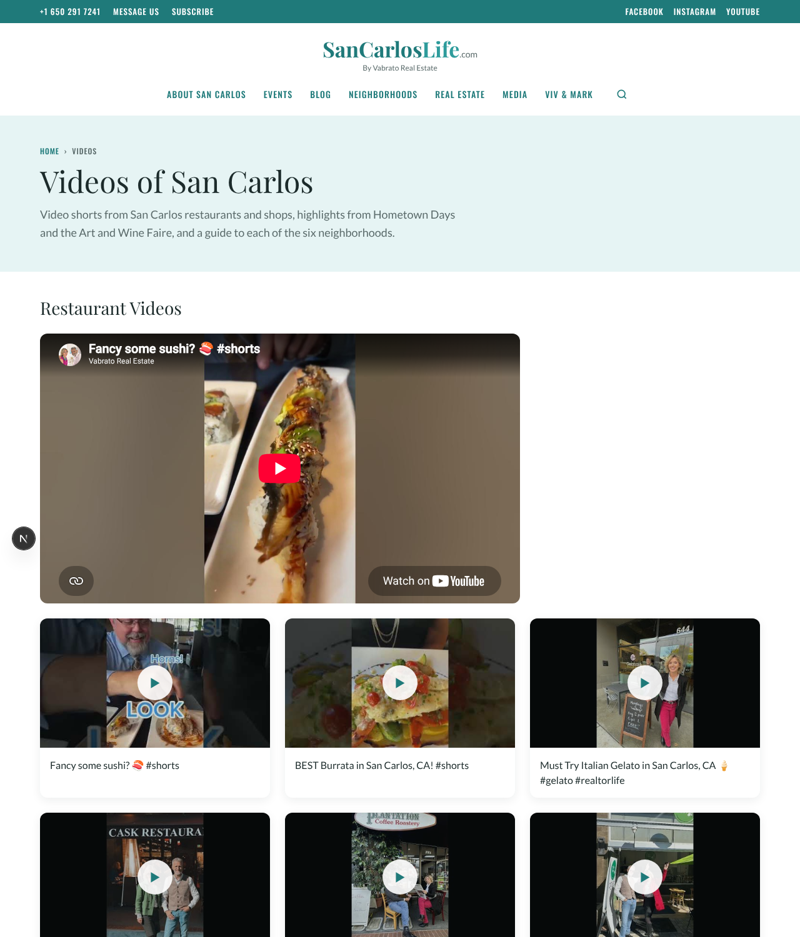 +1 650 291 7241 MESSAGE US SUBSCRIBE FACEBOOK INSTAGRAM YOUTUBE
SanCarlosLife.com
By Vabrato Real Estate
ABOUT SAN CARLOS EVENTS BLOG NEIGHBORHOODS REAL ESTATE MEDIA VIV & MARK
HOME › VIDEOS
Videos of San Carlos
Video shorts from San Carlos restaurants and shops, highlights from Hometown Days
and the Art and Wine Faire, and a guide to each of the six neighborhoods.
Restaurant Videos
Fancy some sushi? 🍣 #shorts
Vabrato Real Estate
N
Watch on YouTube
LOOK
644
Fancy some sushi? 🍣 #shorts
BEST Burrata in San Carlos, CA! #shorts
Must Try Italian Gelato in San Carlos, CA 🍦
#gelato #realtorlife
CASK RESTAURA
PLANTATION
Coffee Roastery